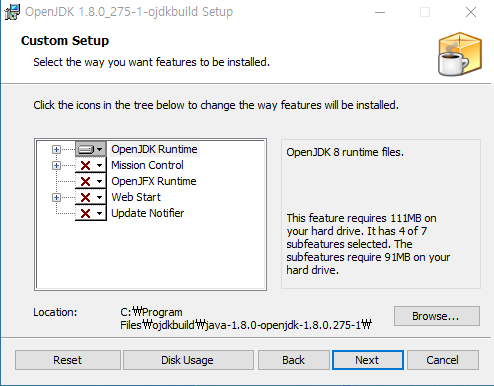 OpenJDK 1.8.0_275-1-ojdkbuild Setup
Custom Setup
Select the way you want features to be installed.
Click the icons in the tree below to change the way features will be installed.
OpenJDK Runtime
Mission Control
OpenJFX Runtime
Web Start
Update Notifier
OpenJDK 8 runtime files.
This feature requires 111MB on
your hard drive. It has 4 of 7
subfeatures selected. The
subfeatures require 91MB on your
hard drive.
Location:
C:₩Program
Files₩ojdkbuild₩java-1.8.0-openjdk-1.8.0.275-1₩
Browse...
Reset
Disk Usage
Back
Next
Cancel